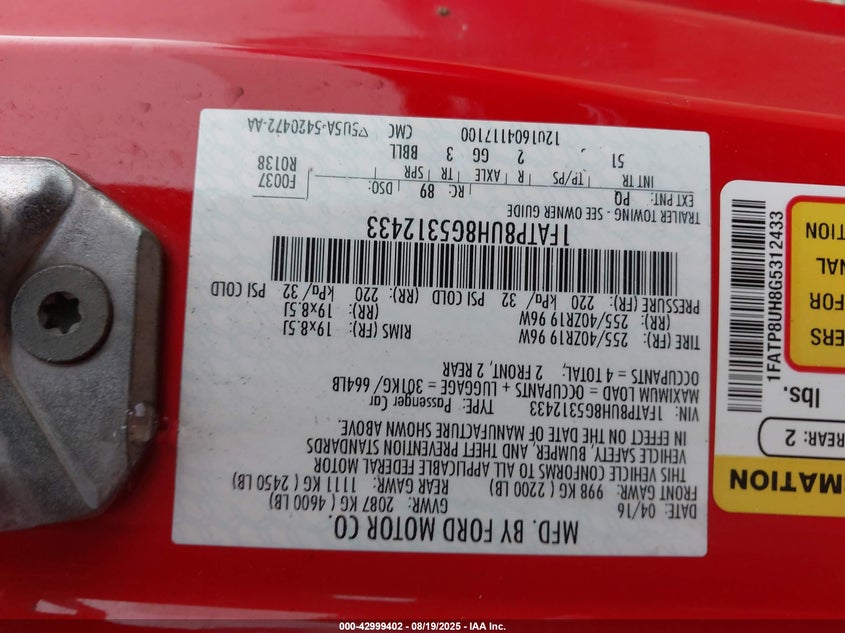 MFD. BY FORD MOTOR CO.
DATE: 04/16 GVWR: 2087 KG ( 4600 LB)
FRONT GAWR: 998 KG ( 2200 LB) REAR GAWR: 1111 KG ( 2450 LB)
THIS VEHICLE CONFORMS TO ALL APPLICABLE FEDERAL MOTOR
VEHICLE SAFETY, BUMPER, AND THEFT PREVENTION STANDARDS
IN EFFECT ON THE DATE OF MANUFACTURE SHOWN ABOVE.
VIN: 1FATP8UH8G5312433 TYPE: Passenger Car
MAXIMUM LOAD = OCCUPANTS + LUGGAGE = 301KG/ 664LB
OCCUPANTS = 4 TOTAL; 2 FRONT, 2 REAR
TIRE (FR): 255/40ZR19 96W RIMS (FR): 19x8.5J
(RR): 255/40ZR19 96W (RR): 19x8.5J
PRESSURE (FR): 220 kPa/ 32 PSI COLD (RR): 220 kPa/ 32 PSI COLD
1FATP8UH8G5312433
TRAILER TOWING - SEE OWNER GUIDE
EXT PNT: PQ RC: 89 DSO: F0037
INT TR TP/PS R AXLE TR SPR R0138
51 2 GG 3 BBLL
12U16041117100 CMC ▽5U5A-5420472-AA
MATION
REAR: 2
lbs.
ERS
FOR
NAL
TION
1FATP8UH8G5312433
000-42999402 - 08/19/2025 - IAA Inc.